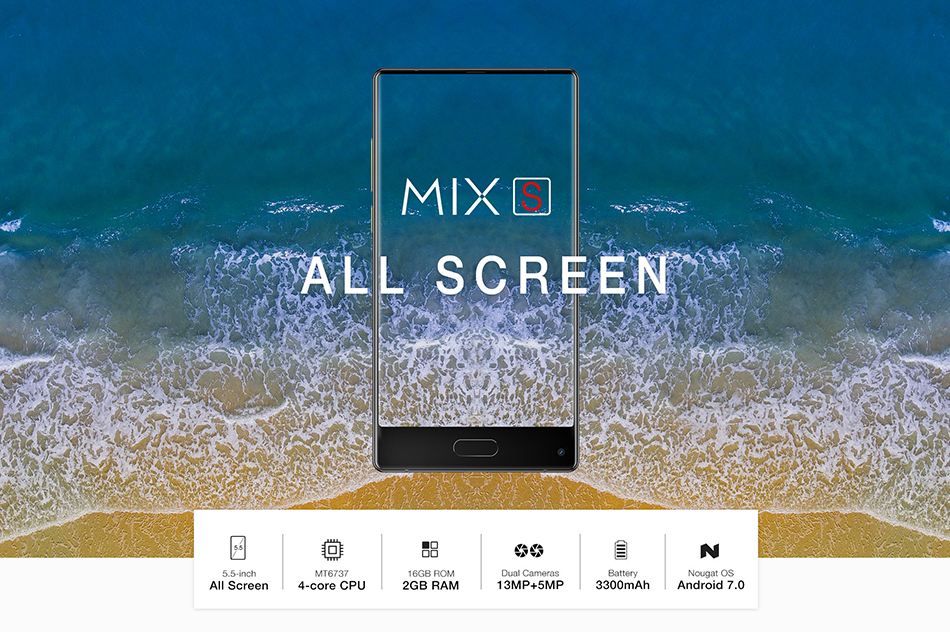 MIX S
ALL SCREEN
5.5
5.5-inch
All Screen
MT6737
4-core CPU
16GB ROM
2GB RAM
Dual Cameras
13MP+5MP
Battery
3300mAh
Nougat OS
Android 7.0